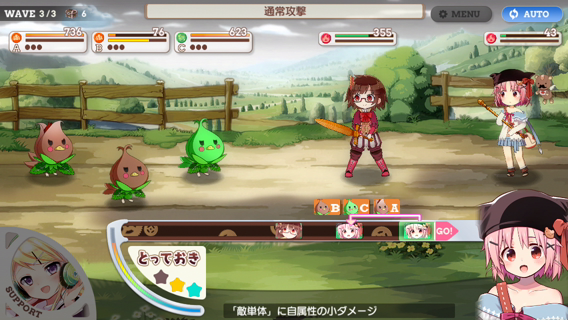 WAVE 3/3 6
通常攻撃
MENU
AUTO
736
76
623
355
43
A
B
C
B C A
GO!
とっておき
SUPPORT
「敵単体」に自属性の小ダメージ